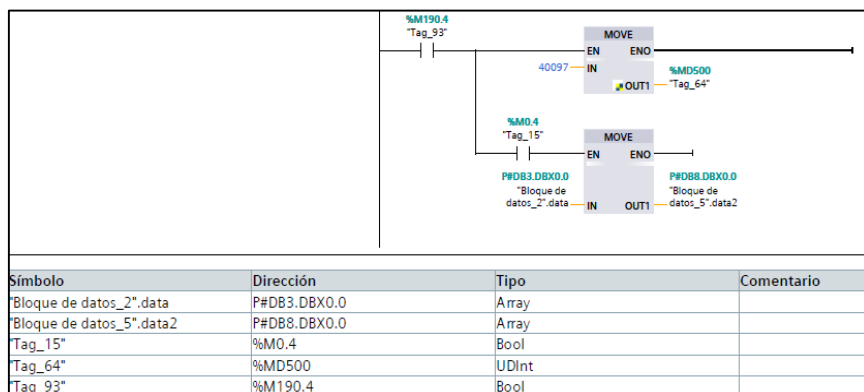 %M190.4
"Tag_93"
MOVE
EN ENO
40097 IN
%MD500
OUT1 "Tag_64"
%M0.4
"Tag_15"
MOVE
EN ENO
P#DB3.DBX0.0
"Bloque de
datos_2".data
IN OUT1
P#DB8.DBX0.0
"Bloque de
datos_5".data2
Símbolo Dirección Tipo Comentario
"Bloque de datos_2".data P#DB3.DBX0.0 Array
"Bloque de datos_5".data2 P#DB8.DBX0.0 Array
"Tag_15" %M0.4 Bool
"Tag_64" %MD500 UDInt
"Tag_93" %M190.4 Bool